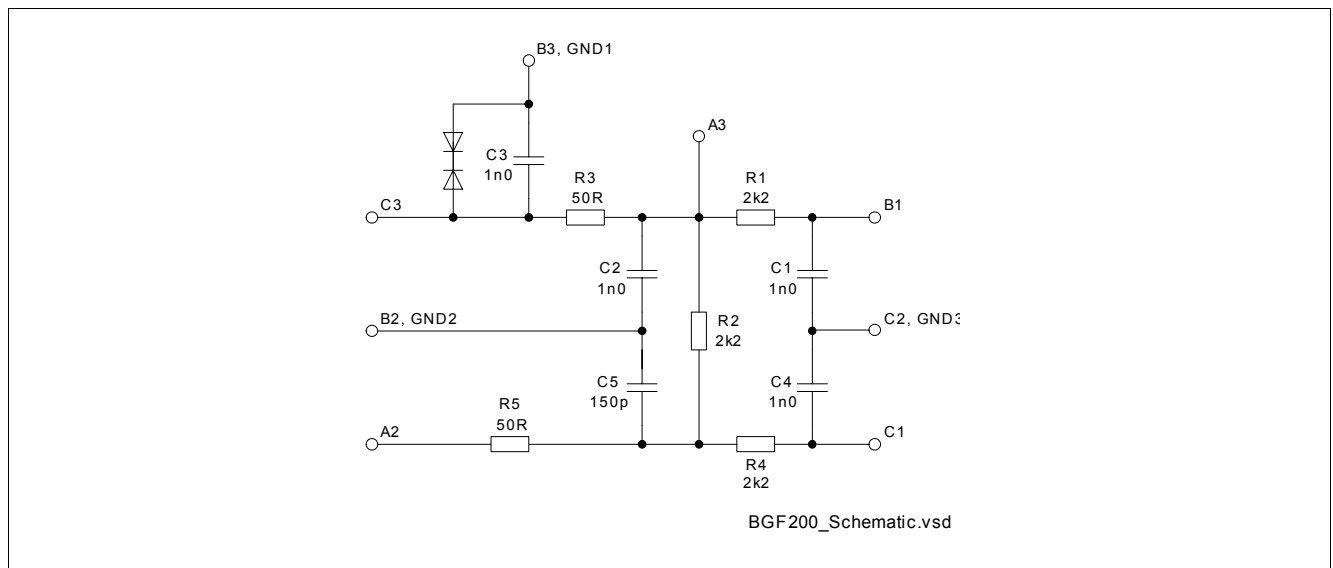 B3, GND1
A3
C3
1n0
R3
50R
R1
2k2
C3
B1
C2
1n0
C1
1n0
B2, GND2
R2
2k2
C2, GND3
C5
150p
C4
1n0
R5
50R
A2
C1
R4
2k2
BGF200_Schematic.vsd